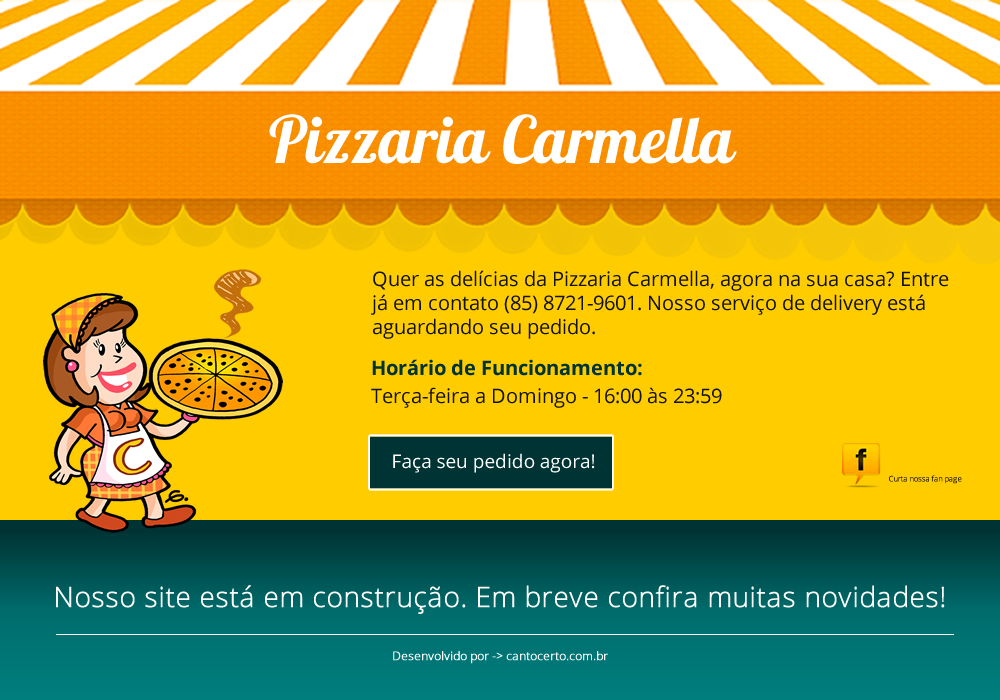 Pizzaria Carmella
Quer as delícias da Pizzaria Carmella, agora na sua casa? Entre
já em contato (85) 8721-9601. Nosso serviço de delivery está
aguardando seu pedido.
Horário de Funcionamento:
Terça-feira a Domingo - 16:00 às 23:59
C
Faça seu pedido agora!
f
Curta nossa fan page
Nosso site está em construção. Em breve confira muitas novidades!
Desenvolvido por -> cantocerto.com.br